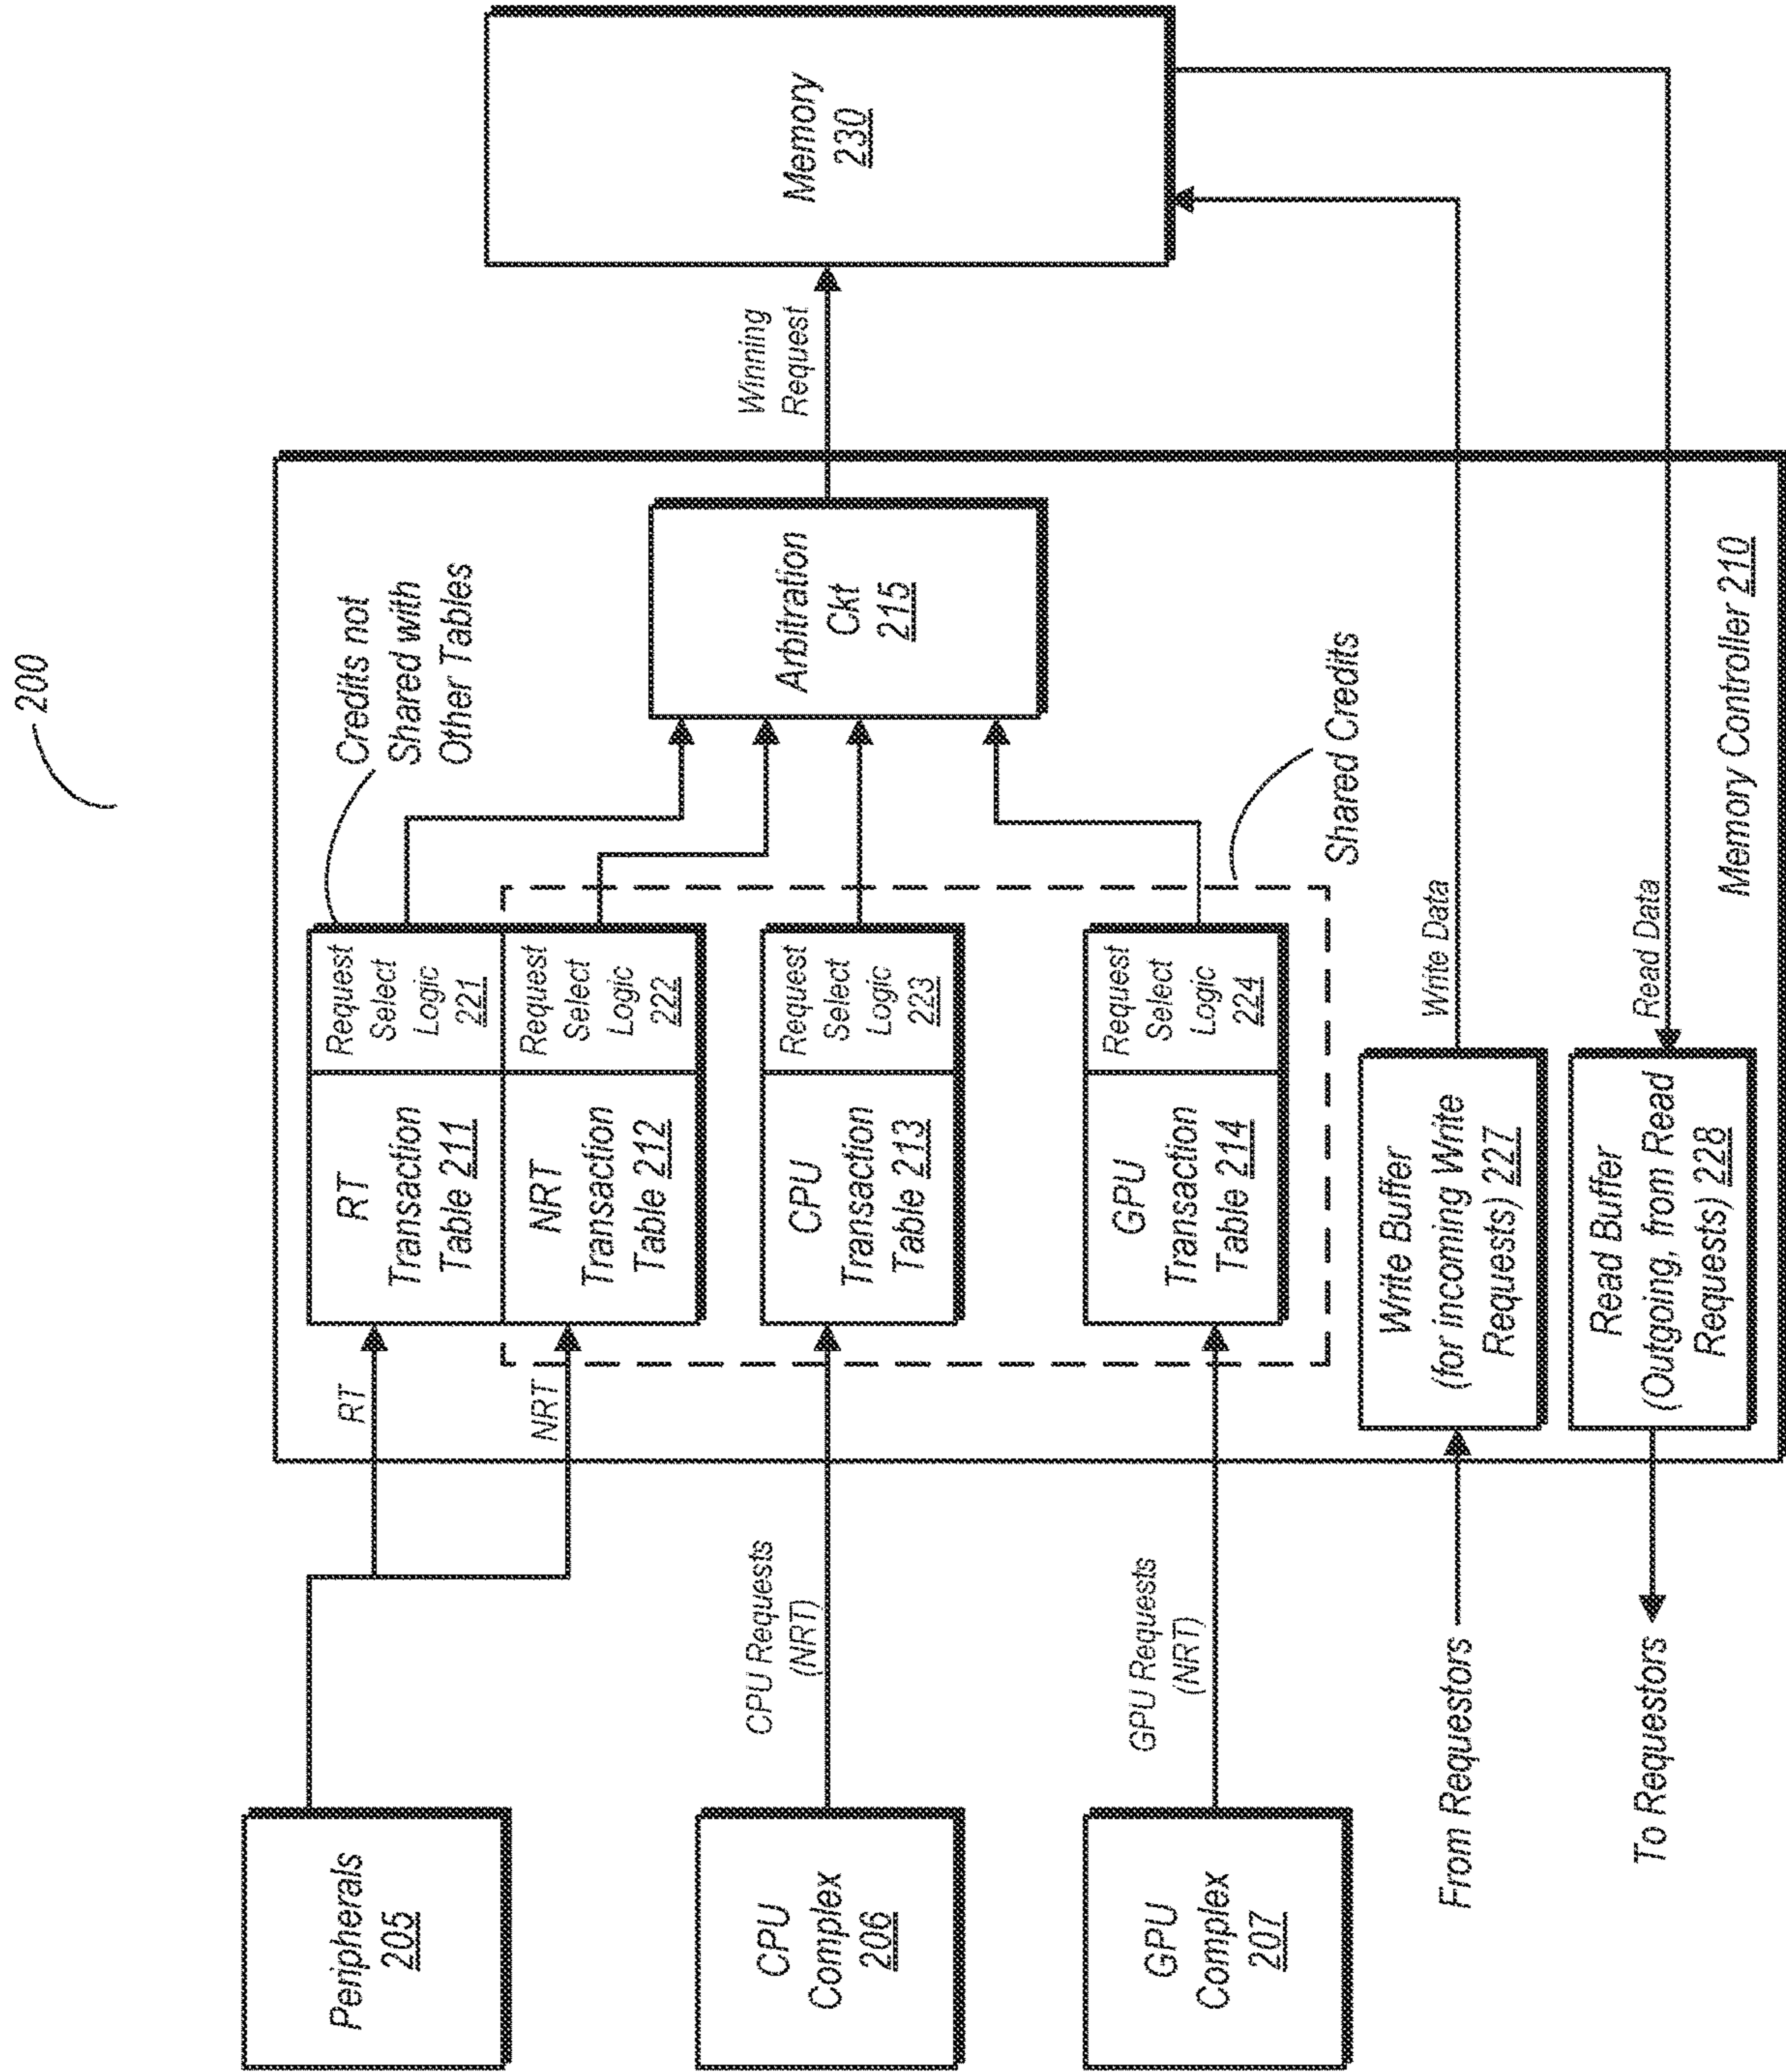 200
Peripherals
205
CPU
Complex
206
GPU
Complex
207
CPU Requests
(NRT)
GPU Requests
(NRT)
From Requestors
To Requestors
RT
NRT
RT
Transaction
Table 211
Request
Select
Logic
221
NRT
Transaction
Table 212
Request
Select
Logic
222
CPU
Transaction
Table 213
Request
Select
Logic
223
GPU
Transaction
Table 214
Request
Select
Logic
224
Credits not
Shared with
Other Tables
Shared Credits
Arbitration
Ckt
215
Winning
Request
Memory
230
Write Buffer
(for incoming Write
Requests) 227
Write Data
Read Buffer
(Outgoing, from Read
Requests) 228
Read Data
Memory Controller 210